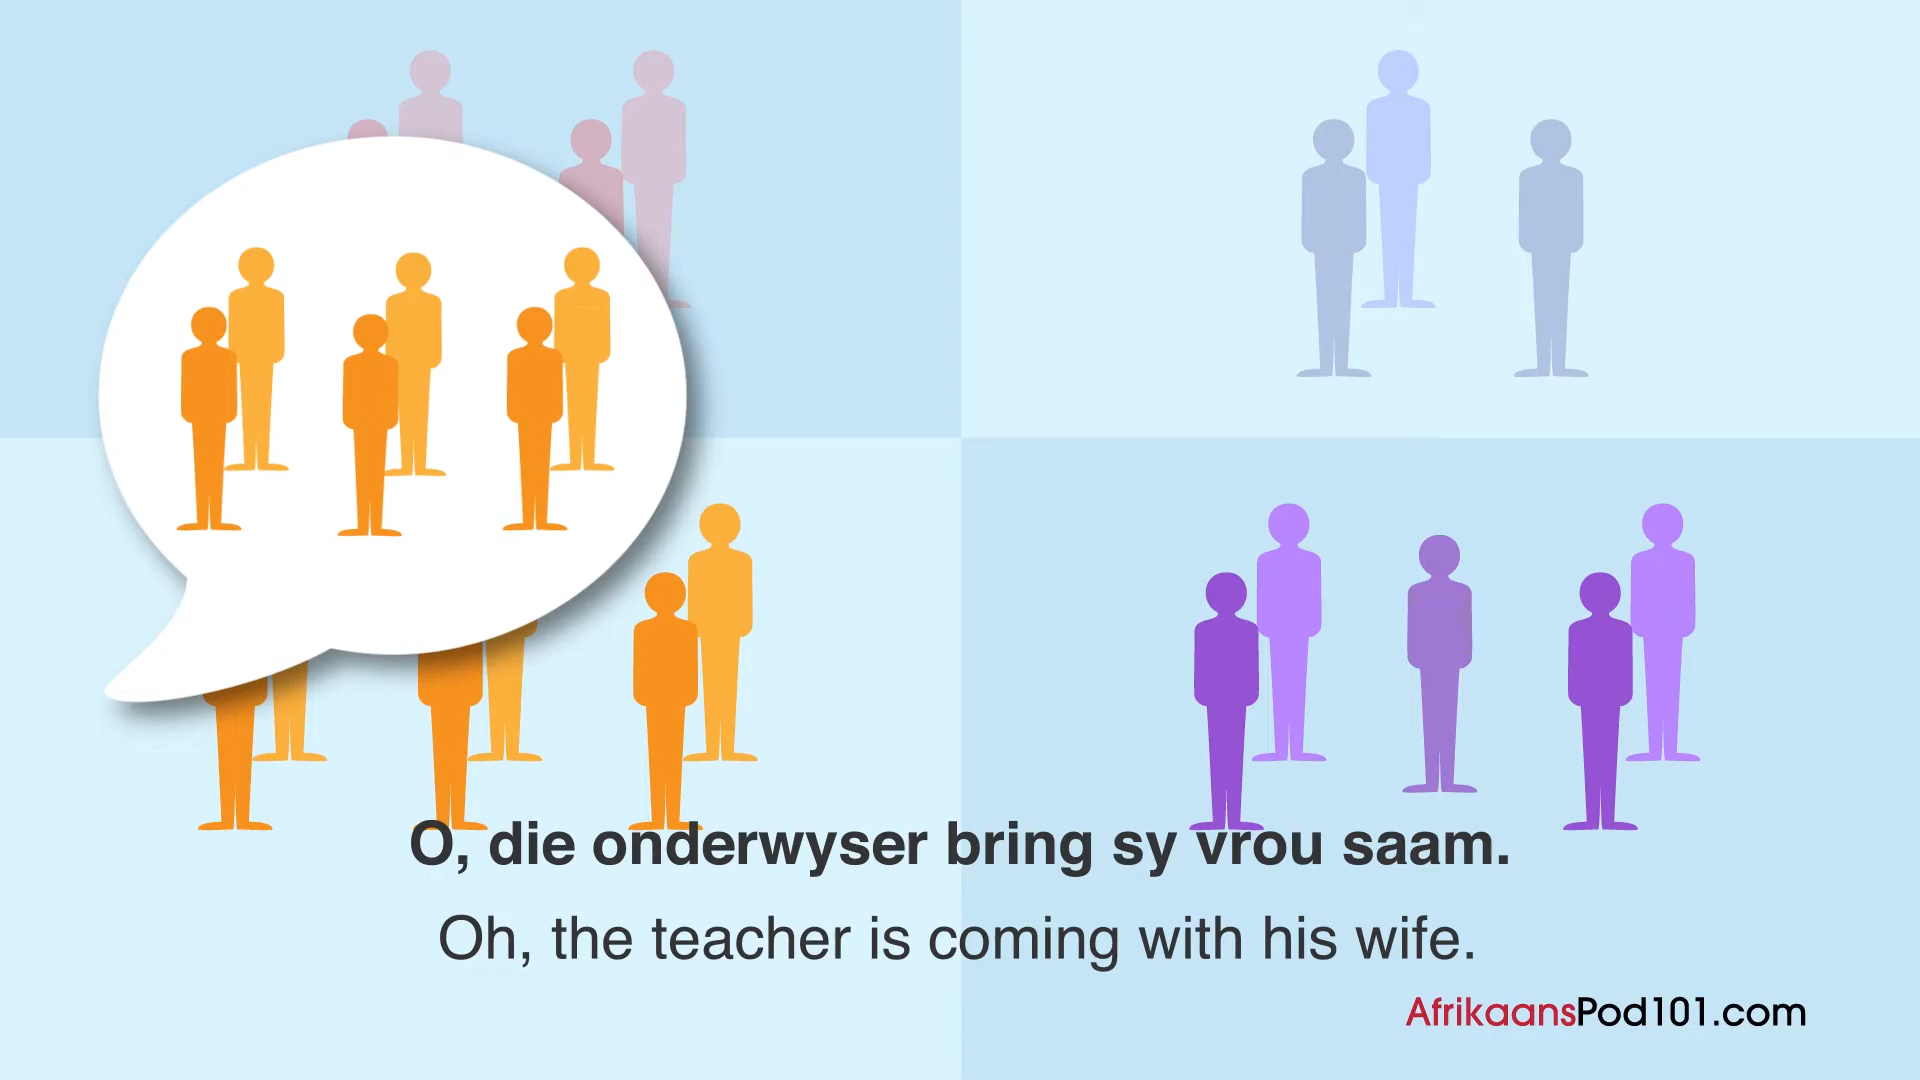 O, die onderwyser bring sy vrou saam.
Oh, the teacher is coming with his wife.
AfrikaansPod101.com